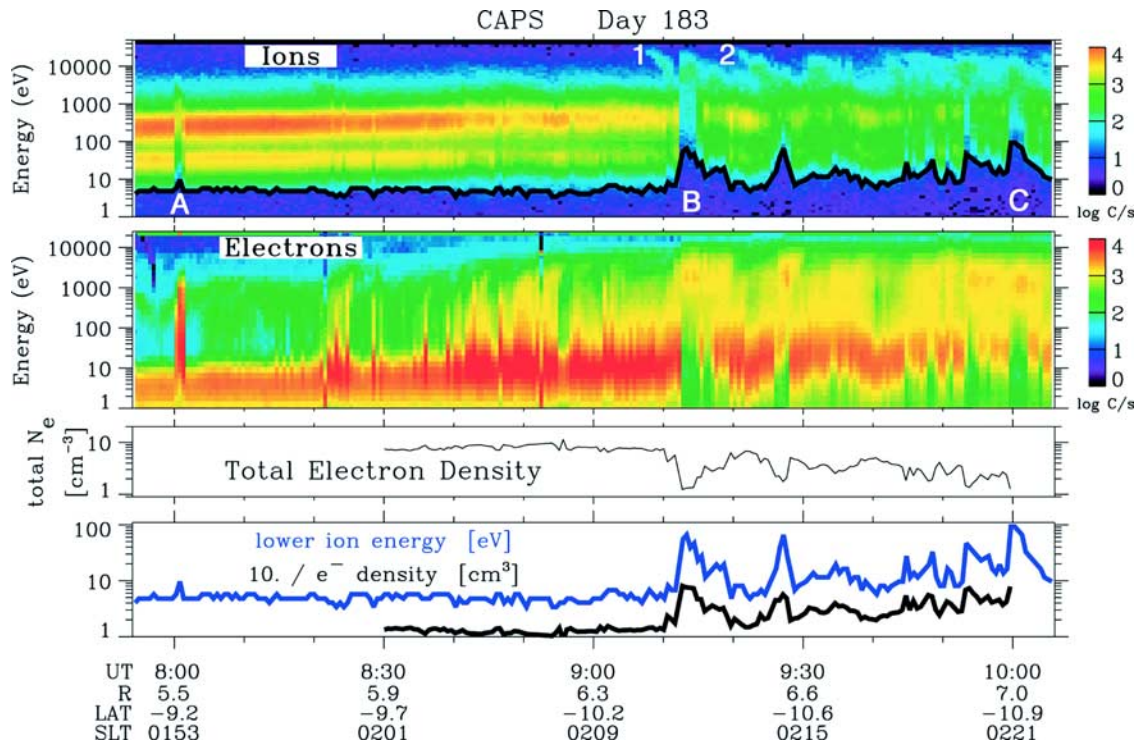 CAPS Day 183
Ions
1 2
A B C
Energy (eV)
10000
1000
100
10
1
4
3
2
1
0
log C/s
Electrons
Energy (eV)
10000
1000
100
10
1
4
3
2
1
0
log C/s
total Ne
[cm⁻³]
10
1
Total Electron Density
100
10
1
lower ion energy [eV]
10. / e⁻ density [cm³]
UT 8:00 8:30 9:00 9:30 10:00
R 5.5 5.9 6.3 6.6 7.0
LAT −9.2 −9.7 −10.2 −10.6 −10.9
SLT 0153 0201 0209 0215 0221